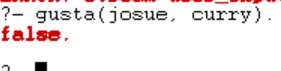 ?- gusta(josue, curry).
false.
?-